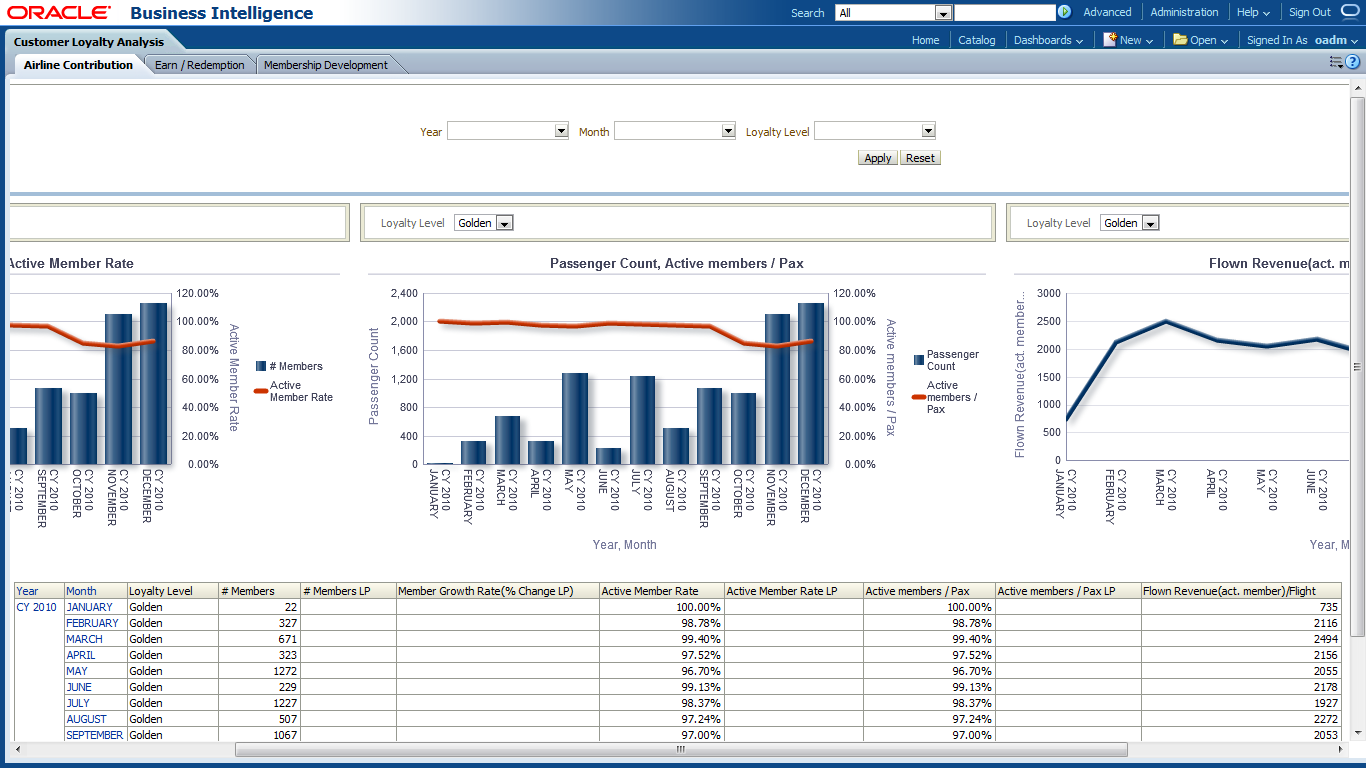 ORACLE Business Intelligence
Search All Advanced Administration Help Sign Out
Customer Loyalty Analysis
Home Catalog Dashboards New Open Signed In As oadm
Airline Contribution Earn / Redemption Membership Development
Year Month Loyalty Level
Apply Reset
Loyalty Level Golden
Loyalty Level Golden
Active Member Rate
120.00%
100.00%
80.00%
60.00%
40.00%
20.00%
0.00%
Active Member Rate
# Members
Active
Member Rate
CY 2010
CY 2010 SEPTEMBER
CY 2010 OCTOBER
CY 2010 NOVEMBER
CY 2010 DECEMBER
Passenger Count, Active members / Pax
Passenger Count
2,400
2,000
1,600
1,200
800
400
0
120.00%
100.00%
80.00%
60.00%
40.00%
20.00%
0.00%
Active members / Pax
Passenger
Count
Active
members /
Pax
CY 2010 JANUARY
CY 2010 FEBRUARY
CY 2010 MARCH
CY 2010 APRIL
CY 2010 MAY
CY 2010 JUNE
CY 2010 JULY
CY 2010 AUGUST
CY 2010 SEPTEMBER
CY 2010 OCTOBER
CY 2010 NOVEMBER
CY 2010 DECEMBER
Year, Month
Flown Revenue(act. m
Flown Revenue(act. member...
3000
2500
2000
1500
1000
500
0
CY 2010 JANUARY
CY 2010 FEBRUARY
CY 2010 MARCH
CY 2010 APRIL
CY 2010 MAY
CY 2010 JUNE
Year, M
Year Month Loyalty Level # Members # Members LP Member Growth Rate(% Change LP) Active Member Rate Active Member Rate LP Active members / Pax Active members / Pax LP Flown Revenue(act. member)/Flight
CY 2010 JANUARY Golden 22 100.00% 100.00% 735
FEBRUARY Golden 327 98.78% 98.78% 2116
MARCH Golden 671 99.40% 99.40% 2494
APRIL Golden 323 97.52% 97.52% 2156
MAY Golden 1272 96.70% 96.70% 2055
JUNE Golden 229 99.13% 99.13% 2178
JULY Golden 1227 98.37% 98.37% 1927
AUGUST Golden 507 97.24% 97.24% 2272
SEPTEMBER Golden 1067 97.00% 97.00% 2053